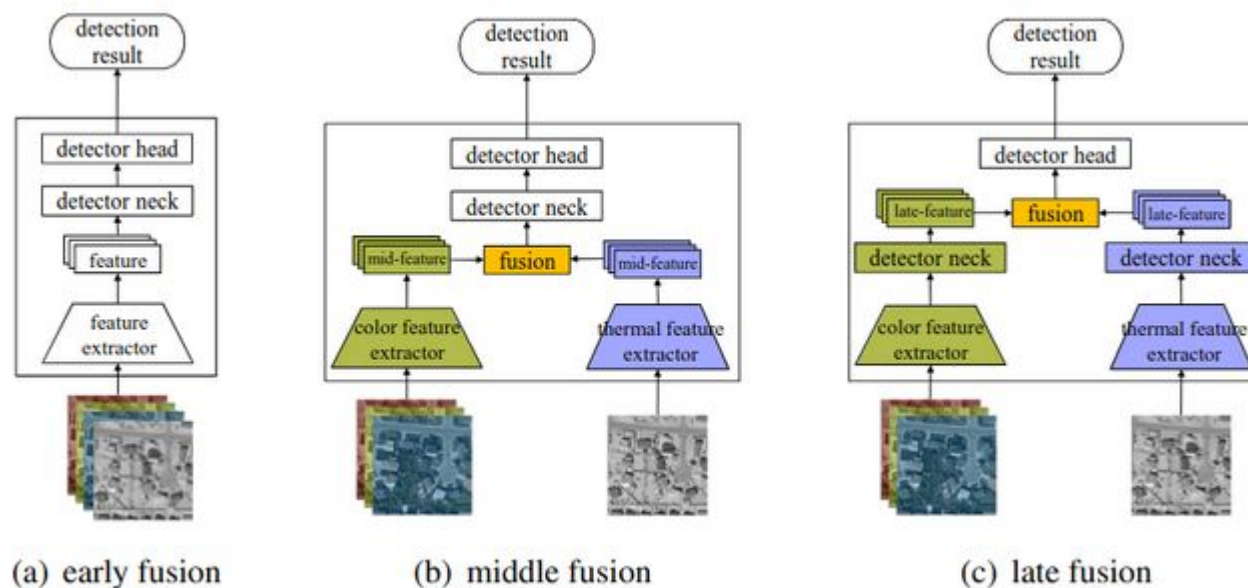 detection
result
detector head
detector neck
feature
feature
extractor
(a) early fusion
detection
result
detector head
detector neck
mid-feature
fusion
mid-feature
color feature
extractor
thermal feature
extractor
(b) middle fusion
detection
result
detector head
late-feature
fusion
late-feature
detector neck
detector neck
color feature
extractor
thermal feature
extractor
(c) late fusion